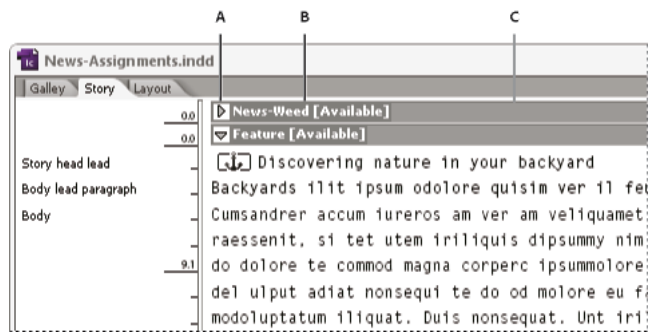 A B C
Ic News-Assignments.indd
Galley Story Layout
0.0 News-Weed [Available]
0.0 Feature [Available]
Story head lead Discovering nature in your backyard
Body lead paragraph Backyards ilit ipsum odolore quisim ver il
Body Cumsandrer accum iureros am ver am veliquamet
raessenit, si tet utem iriliquis dipsummy nim
9.1 do dolore te commod magna corperc ipsummolore
del ulput adiat nonsequi te do od molore eu
modoluptatum iliquat. Duis nonsequat. Unt